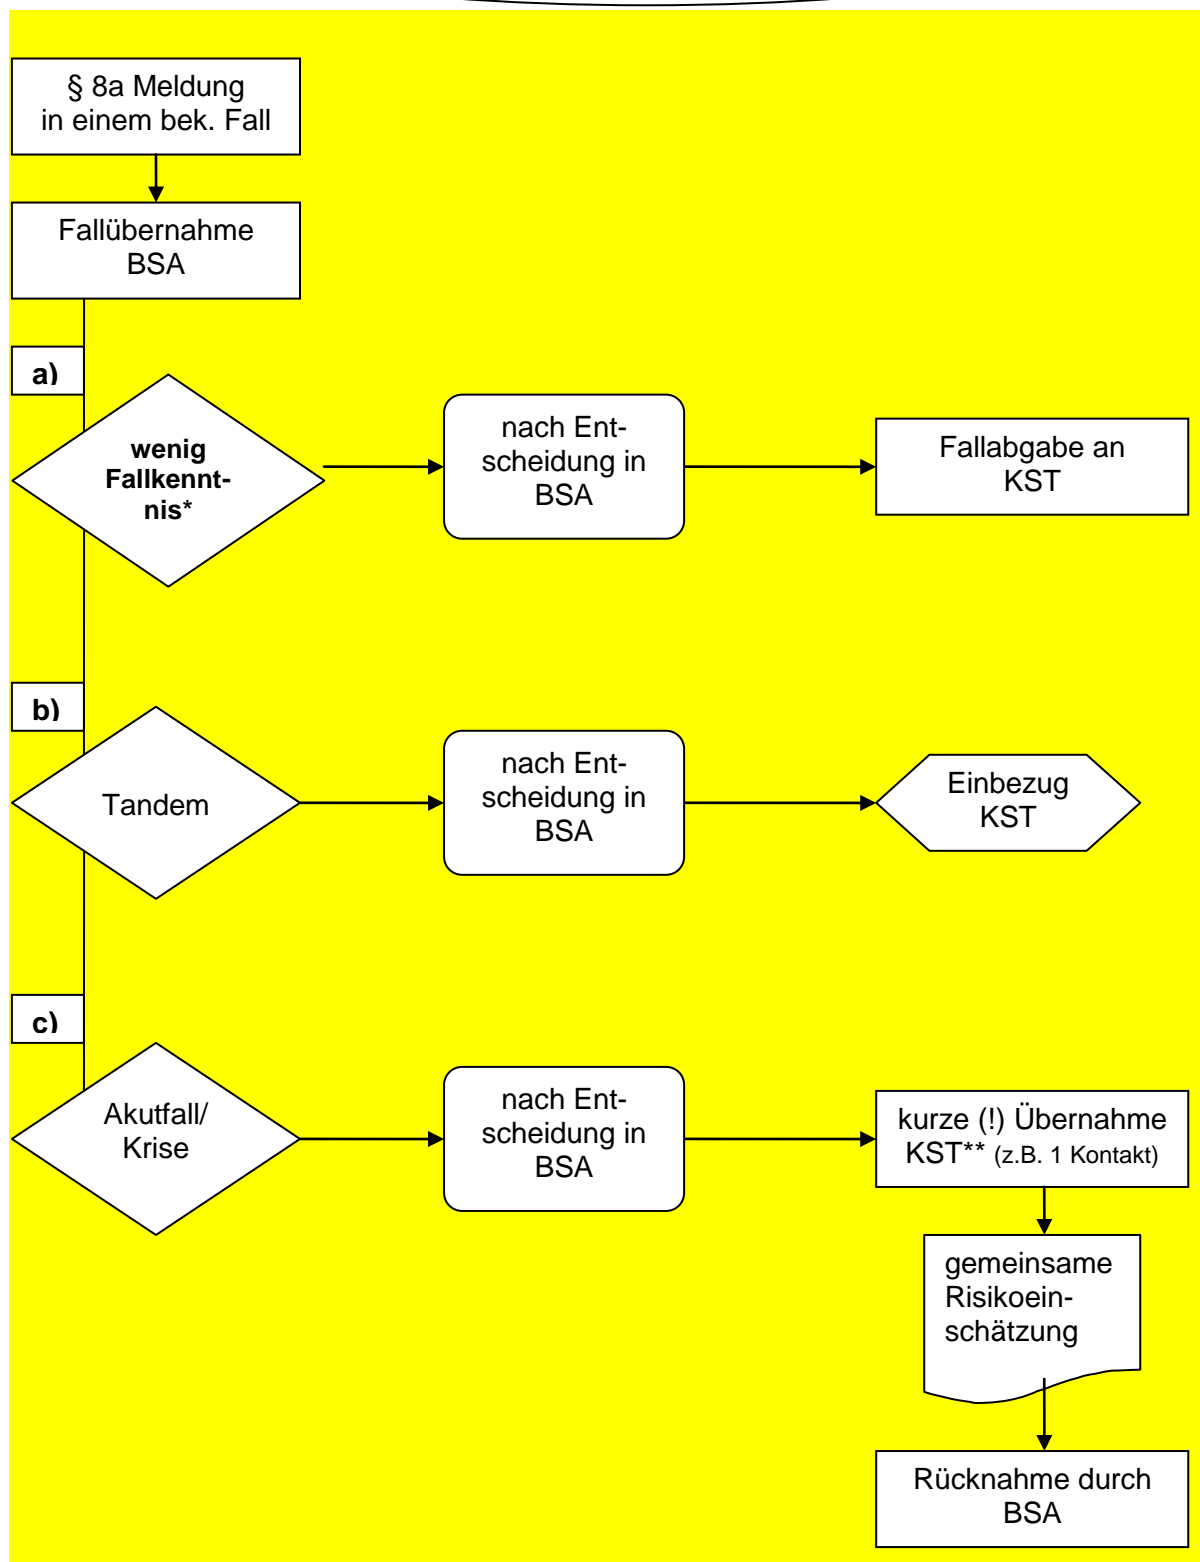 § 8a Meldung
in einem bek. Fall
Fallübernahme
BSA
a)
wenig
Fallkennt-
nis*
nach Ent-
scheidung in
BSA
Fallabgabe an
KST
b)
Tandem
nach Ent-
scheidung in
BSA
Einbezug
KST
c)
Akutfall/
Krise
nach Ent-
scheidung in
BSA
kurze (!) Übernahme
KST** (z.B. 1 Kontakt)
gemeinsame
Risikoein-
schätzung
Rücknahme durch
BSA